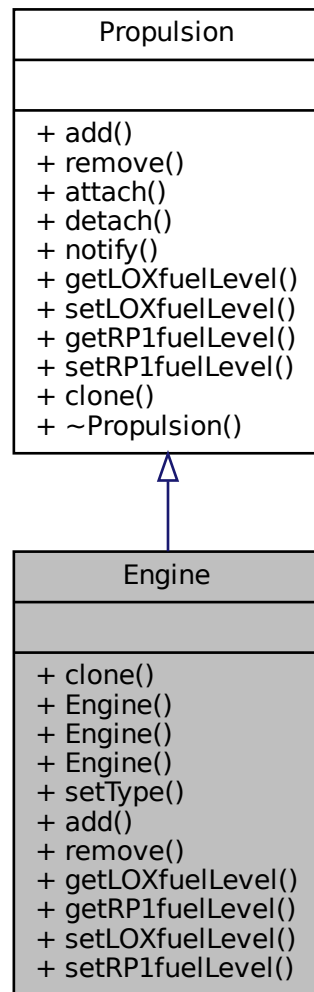 Propulsion
+ add()
+ remove()
+ attach()
+ detach()
+ notify()
+ getLOXfuelLevel()
+ setLOXfuelLevel()
+ getRP1fuelLevel()
+ setRP1fuelLevel()
+ clone()
+ ~Propulsion()
Engine
+ clone()
+ Engine()
+ Engine()
+ Engine()
+ setType()
+ add()
+ remove()
+ getLOXfuelLevel()
+ getRP1fuelLevel()
+ setLOXfuelLevel()
+ setRP1fuelLevel()